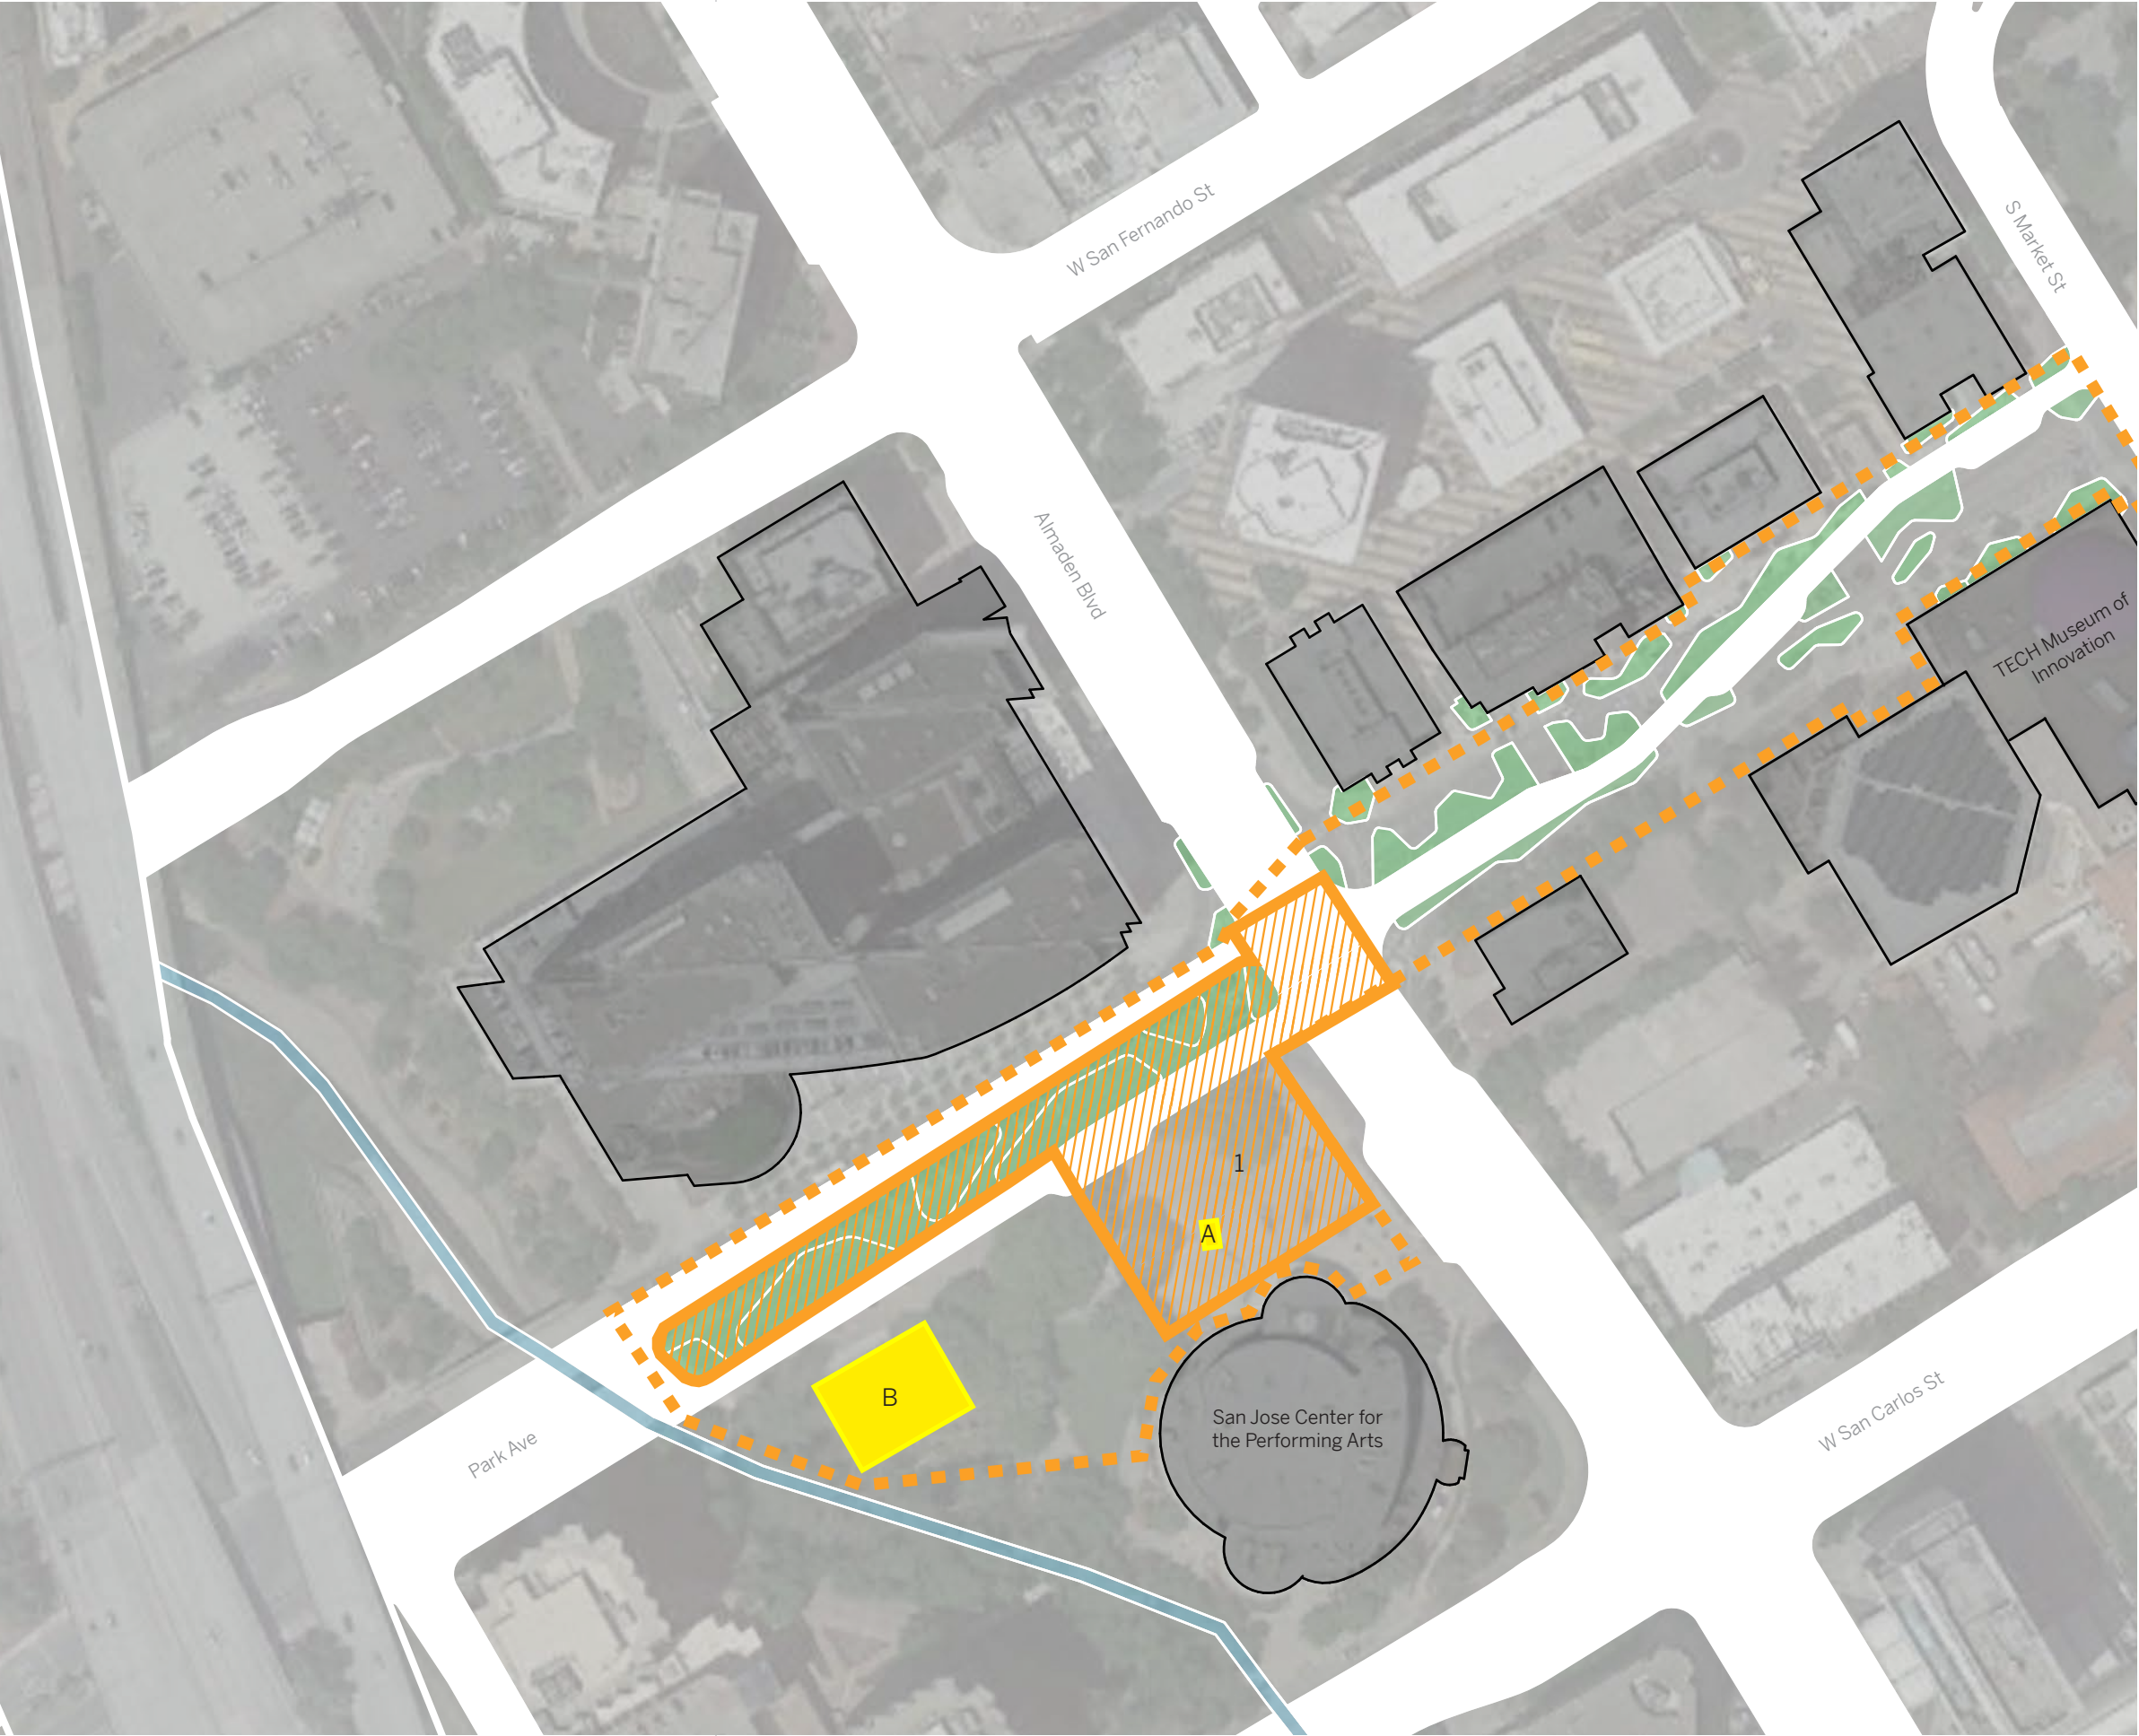 W San Fernando St
S Market St
Almaden Blvd
TECH Museum of
Innovation
1
A
B
San Jose Center for
the Performing Arts
Park Ave
W San Carlos St